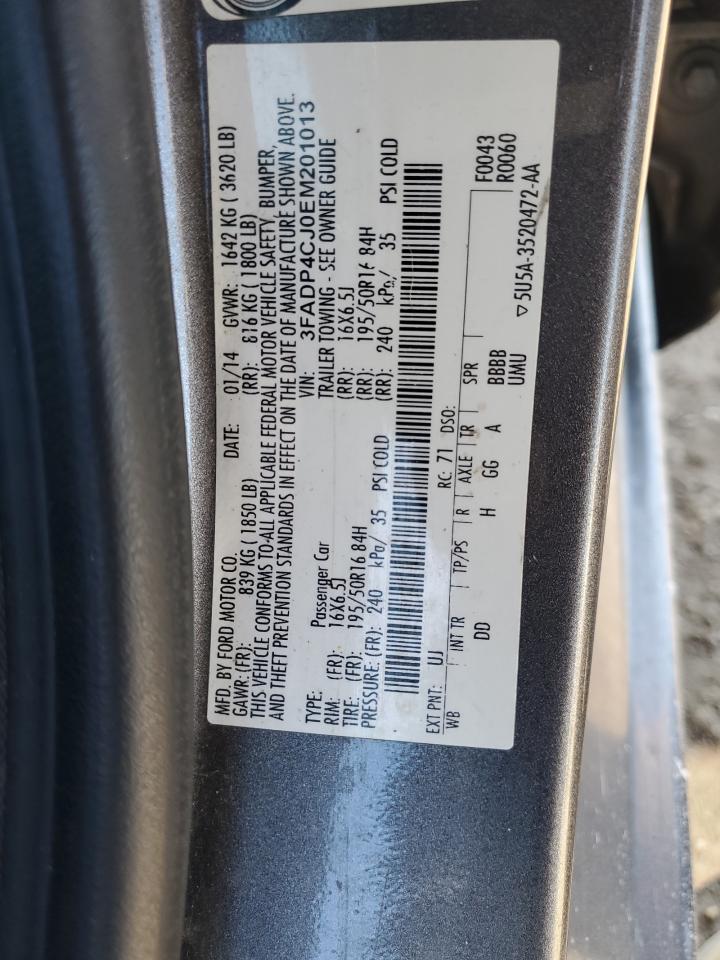 MFD. BY FORD MOTOR CO.
DATE: 01/14 GVWR: 1642 KG ( 3620 LB)
GAWR: (FR): 839 KG ( 1850 LB) (RR): 816 KG ( 1800 LB)
THIS VEHICLE CONFORMS TO ALL APPLICABLE FEDERAL MOTOR VEHICLE SAFETY, BUMPER,
AND THEFT PREVENTION STANDARDS IN EFFECT ON THE DATE OF MANUFACTURE SHOWN ABOVE.
VIN: 3FADP4CJ0EM201013
TYPE: Passenger Car TRAILER TOWING - SEE OWNER GUIDE
RIM: (FR): 16X6.5J (RR): 16X6.5J
TIRE: (FR): 195/50R16 84H (RR): 195/50R16 84H
PRESSURE: (FR): 240 kPa/ 35 PSI COLD (RR): 240 kPa/ 35 PSI COLD
EXT PNT: UJ RC: 71 DSO: F0043
R0060
WB INT TR TP/PS R AXLE TR SPR
DD H GG A BBBB
UMU
▽5U5A-3520472-AA